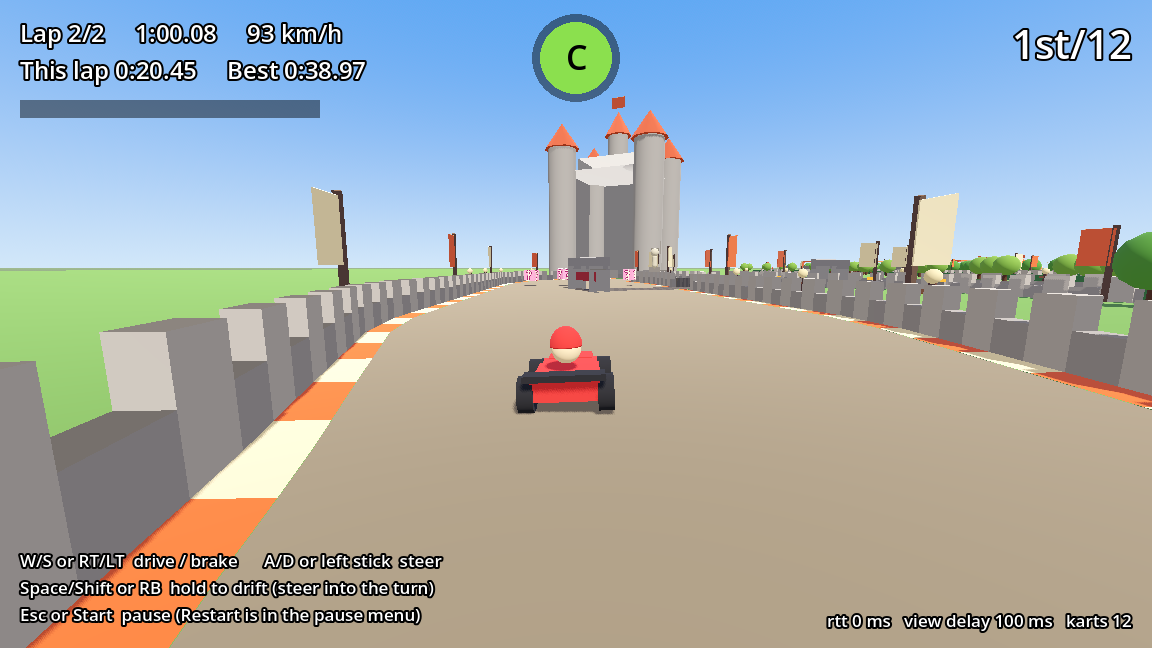 Lap 2/2 1:00.08 93 km/h
This lap 0:20.45 Best 0:38.97
C
1st/12
W/S or RT/LT drive / brake A/D or left stick steer
Space/Shift or RB hold to drift (steer into the turn)
Esc or Start pause (Restart is in the pause menu)
rtt 0 ms view delay 100 ms karts 12